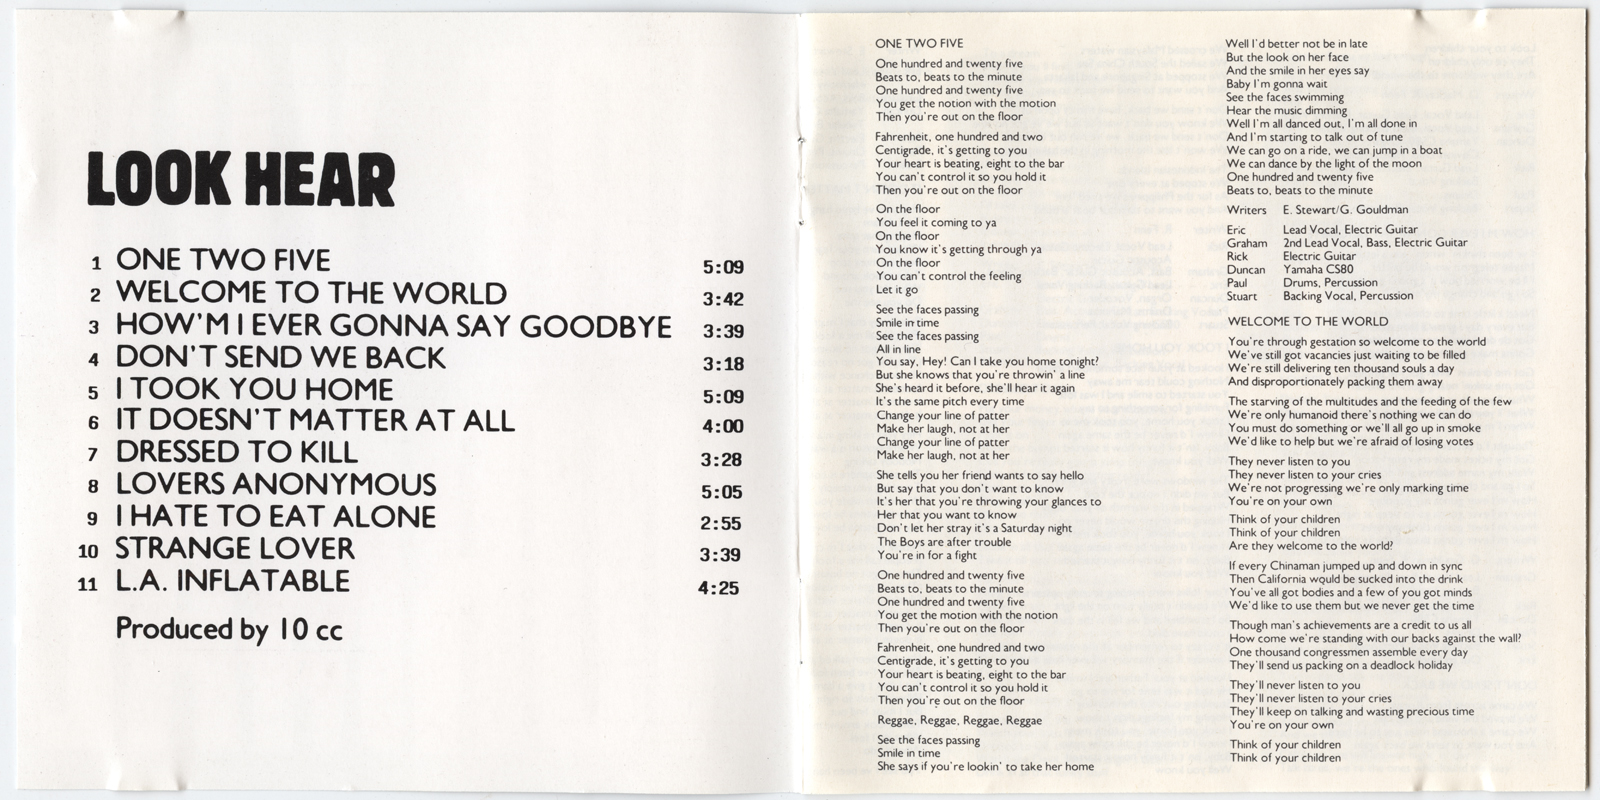 LOOK HEAR
1 ONE TWO FIVE 5:09
2 WELCOME TO THE WORLD 3:42
3 HOW'M I EVER GONNA SAY GOODBYE 3:39
4 DON'T SEND WE BACK 3:18
5 I TOOK YOU HOME 5:09
6 IT DOESN'T MATTER AT ALL 4:00
7 DRESSED TO KILL 3:28
8 LOVERS ANONYMOUS 5:05
9 I HATE TO EAT ALONE 2:55
10 STRANGE LOVER 3:39
11 L.A. INFLATABLE 4:25
Produced by 10 cc
ONE TWO FIVE
One hundred and twenty five
Beats to, beats to the minute
One hundred and twenty five
You get the notion with the motion
Then you're out on the floor
Fahrenheit, one hundred and two
Centigrade, it's getting to you
Your heart is beating, eight to the bar
You can't control it so you hold it
Then you're out on the floor
On the floor
You feel it coming to ya
On the floor
You know it's getting through ya
On the floor
You can't control the feeling
Let it go
See the faces passing
Smile in time
See the faces passing
All in line
You say, Hey! Can I take you home tonight?
But she knows that you're throwin' a line
She's heard it before, she'll hear it again
It's the same pitch every time
Change your line of patter
Make her laugh, not at her
Change your line of patter
Make her laugh, not at her
She tells you her friend wants to say hello
But say that you don't want to know
It's her that you're throwing your glances to
Her that you want to know
Don't let her stray it's a Saturday night
The Boys are after trouble
You're in for a fight
One hundred and twenty five
Beats to, beats to the minute
One hundred and twenty five
You get the motion with the notion
Then you're out on the floor
Fahrenheit, one hundred and two
Centigrade, it's getting to you
Your heart is beating, eight to the bar
You can't control it so you hold it
Then you're out on the floor
Reggae, Reggae, Reggae, Reggae
See the faces passing
Smile in time
She says if you're lookin' to take her home
Well I'd better not be in late
But the look on her face
And the smile in her eyes say
Baby I'm gonna wait
See the faces swimming
Hear the music dimming
Well I'm all danced out, I'm all done in
And I'm starting to talk out of tune
We can go on a ride, we can jump in a boat
We can dance by the light of the moon
One hundred and twenty five
Beats to, beats to the minute
Writers E. Stewart/G. Gouldman
Eric Lead Vocal, Electric Guitar
Graham 2nd Lead Vocal, Bass, Electric Guitar
Rick Electric Guitar
Duncan Yamaha CS80
Paul Drums, Percussion
Stuart Backing Vocal, Percussion
WELCOME TO THE WORLD
You're through gestation so welcome to the world
We've still got vacancies just waiting to be filled
We're still delivering ten thousand souls a day
And disproportionately packing them away
The starving of the multitudes and the feeding of the few
We're only humanoid there's nothing we can do
You must do something or we'll all go up in smoke
We'd like to help but we're afraid of losing votes
They never listen to you
They never listen to your cries
We're not progressing we're only marking time
You're on your own
Think of your children
Think of your children
Are they welcome to the world?
If every Chinaman jumped up and down in sync
Then California would be sucked into the drink
You've all got bodies and a few of you got minds
We'd like to use them but we never get the time
Though man's achievements are a credit to us all
How come we're standing with our backs against the wall?
One thousand congressmen assemble every day
They'll send us packing on a deadlock holiday
They'll never listen to you
They'll never listen to your cries
They'll keep on talking and wasting precious time
You're on your own
Think of your children
Think of your children